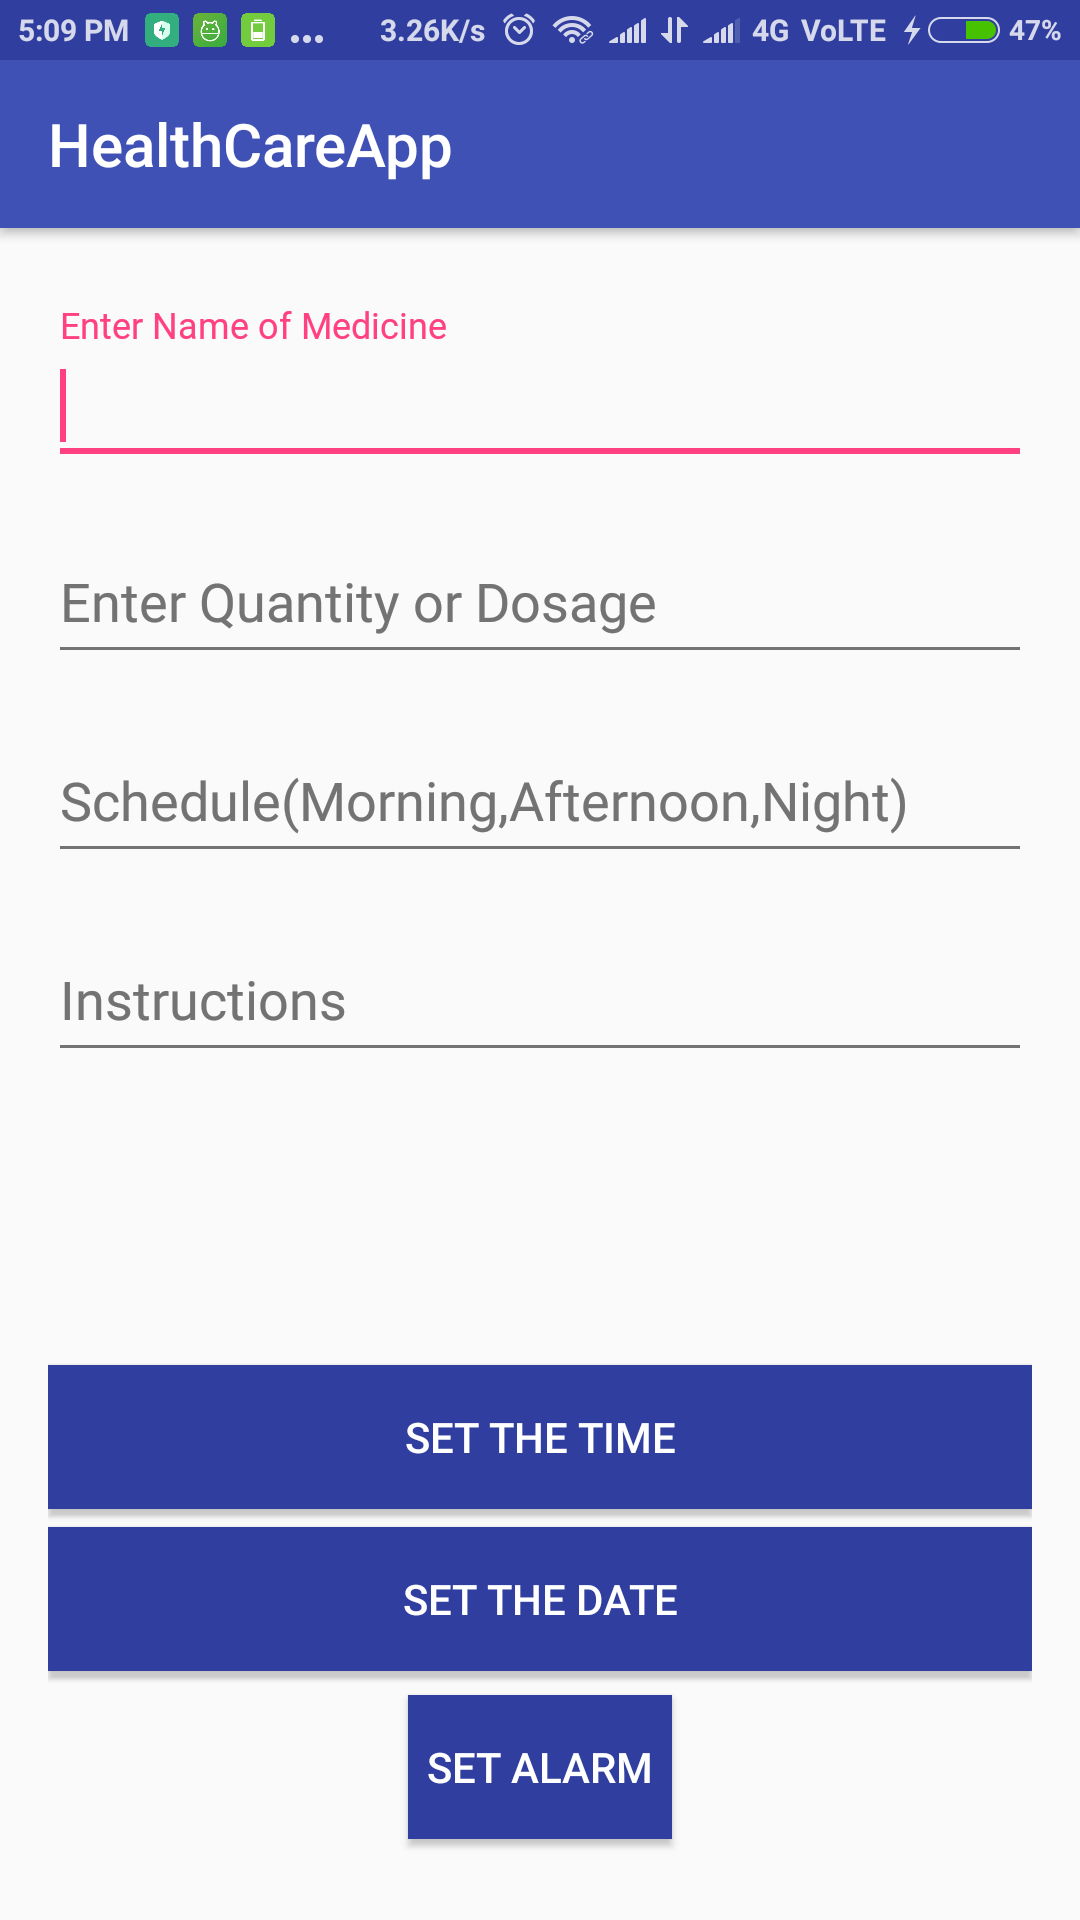 5:09 PM ... 3.26K/s 4G VoLTE 47%
HealthCareApp
Enter Name of Medicine
Enter Quantity or Dosage
Schedule(Morning,Afternoon,Night)
Instructions
SET THE TIME
SET THE DATE
SET ALARM